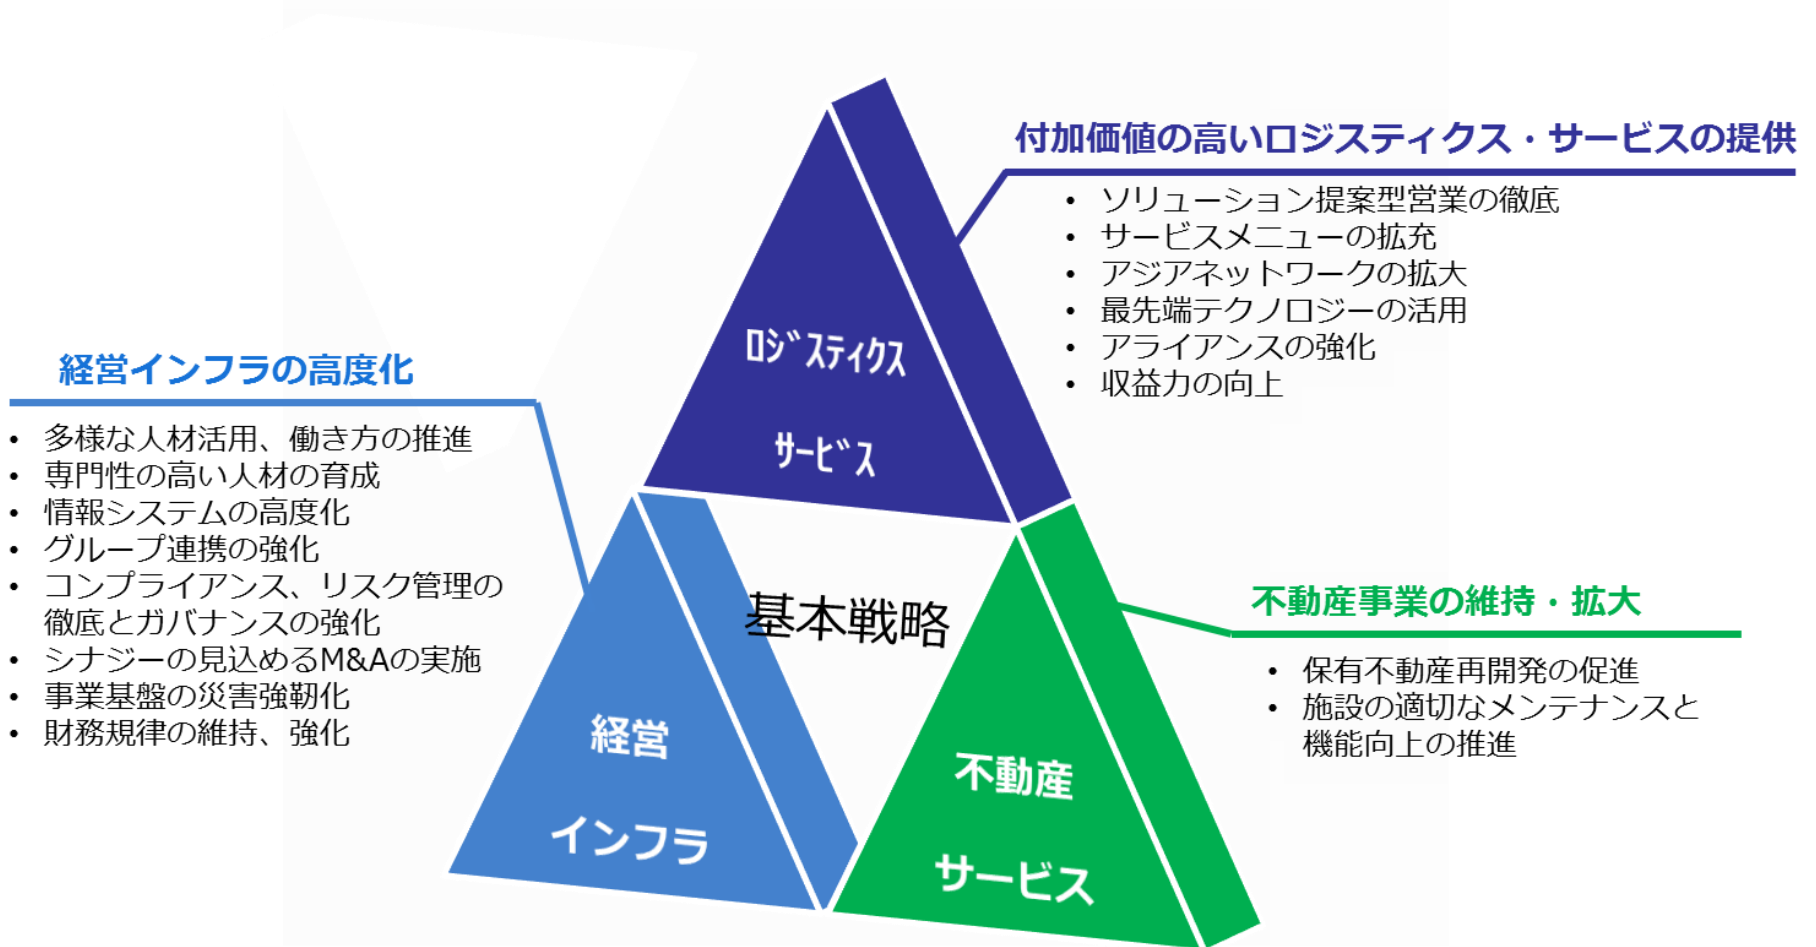 付加価値の高いロジスティクス・サービスの提供
• ソリューション提案型営業の徹底
• サービスメニューの拡充
• アジアネットワークの拡大
• 最先端テクノロジーの活用
• アライアンスの強化
• 収益力の向上
ﾛｼﾞｽﾃｨｸｽ
ｻｰﾋﾞｽ
経営インフラの高度化
• 多様な人材活用、働き方の推進
• 専門性の高い人材の育成
• 情報システムの高度化
• グループ連携の強化
• コンプライアンス、リスク管理の
徹底とガバナンスの強化
• シナジーの見込めるM&Aの実施
• 事業基盤の災害強靭化
• 財務規律の維持、強化
基本戦略
経営
インフラ
不動産
サービス
不動産事業の維持・拡大
• 保有不動産再開発の促進
• 施設の適切なメンテナンスと
機能向上の推進